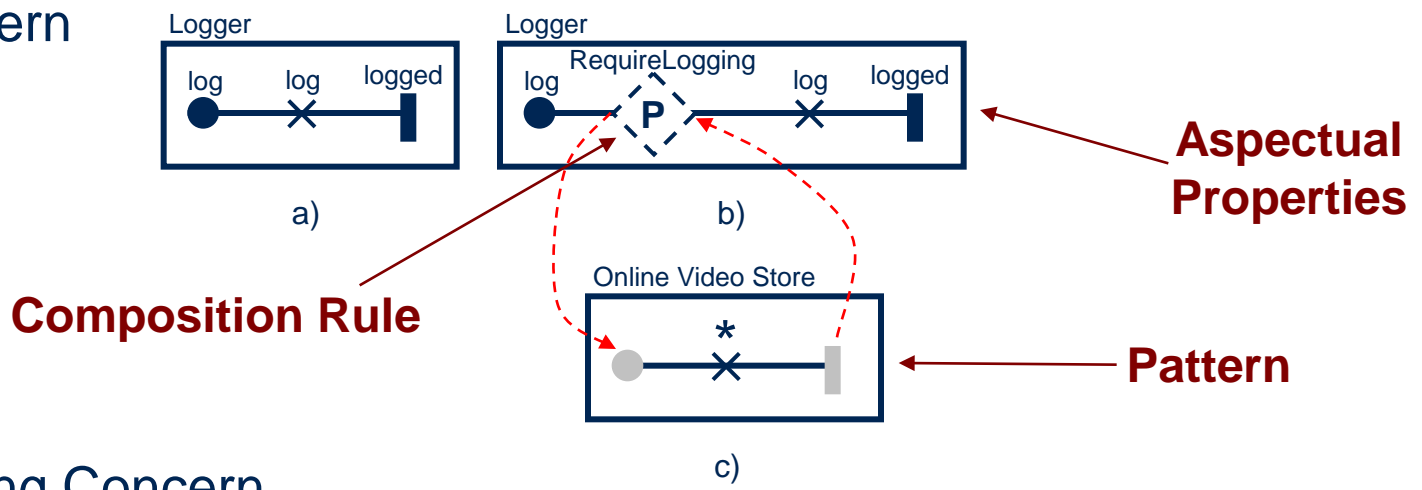 ern
Logger
log
log
logged
a)
Logger
RequireLogging
log
P
log
logged
b)
Aspectual
Properties
Composition Rule
Online Video Store
*
Pattern
c)
ng Concern